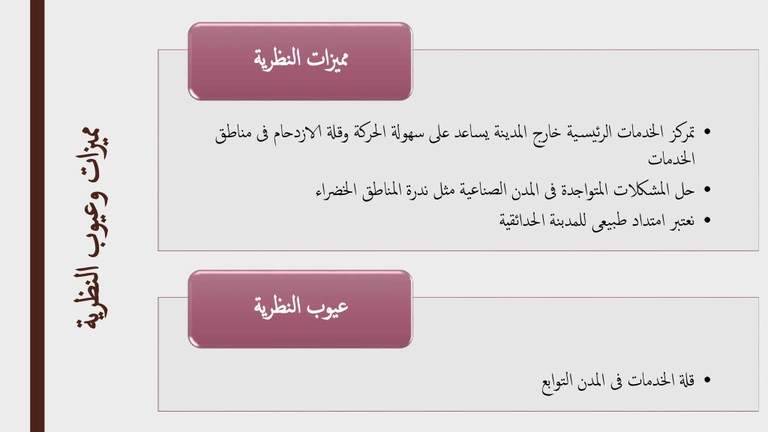 مميزات وعيوب النظرية
مميزات النظرية
• تمركز الخدمات الرئيسية خارج المدينة يساعد على سهولة الحركة وقلة الازدحام فى مناطق
الخدمات
• حل المشكلات المتواجدة فى المدن الصناعية مثل ندرة المناطق الخضراء
• نعتبر امتداد طبيعى للمدينة الحدائقية
عيوب النظرية
• قلة الخدمات فى المدن التوابع